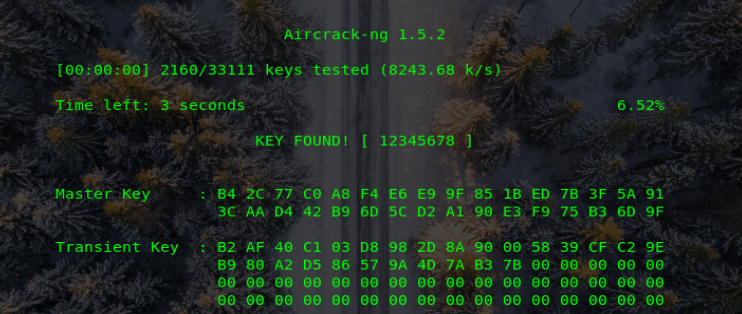 Aircrack-ng 1.5.2
[00:00:00] 2160/33111 keys tested (8243.68 k/s)
Time left: 3 seconds 6.52%
KEY FOUND! [ 12345678 ]
Master Key : B4 2C 77 C0 A8 F4 E6 E9 9F 85 1B ED 7B 3F 5A 91
3C AA D4 42 B9 6D 5C D2 A1 90 E3 F9 75 B3 6D 9F
Transient Key : B2 AF 40 C1 03 D8 98 2D 8A 90 00 58 39 CF C2 9E
B9 80 A2 D5 86 57 9A 4D 7A B3 7B 00 00 00 00 00
00 00 00 00 00 00 00 00 00 00 00 00 00 00 00 00
00 00 00 00 00 00 00 00 00 00 00 00 00 00 00 00